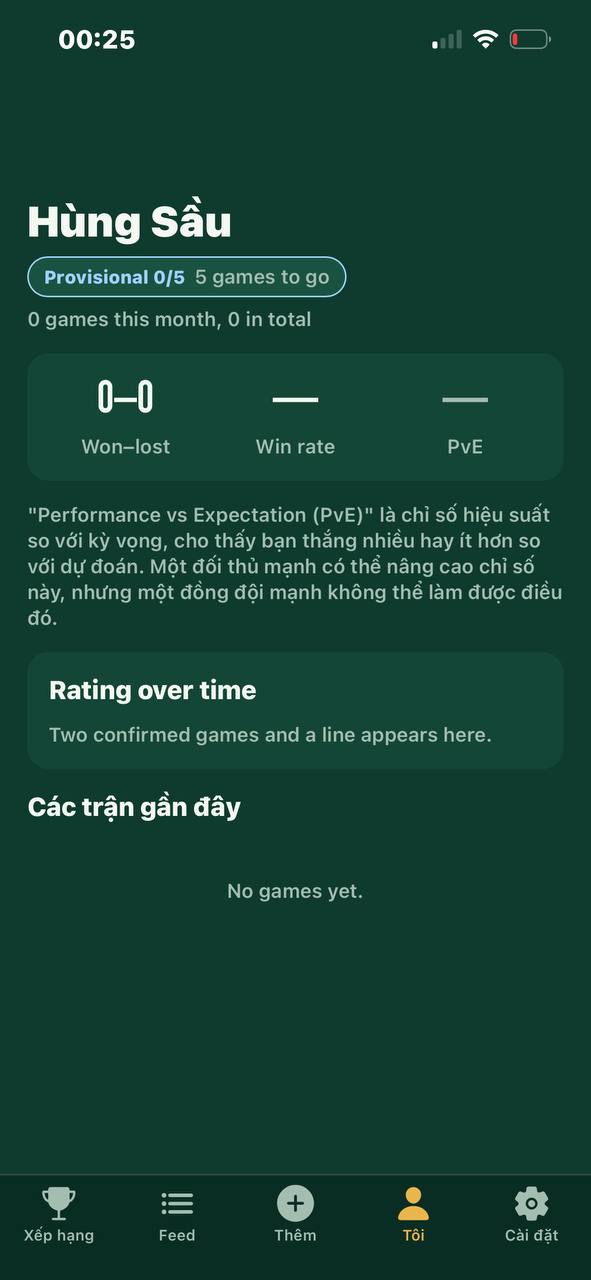 00:25
Hùng Sầu
Provisional 0/5 5 games to go
0 games this month, 0 in total
0–0
Won–lost
—
Win rate
—
PvE
"Performance vs Expectation (PvE)" là chỉ số hiệu suất
so với kỳ vọng, cho thấy bạn thắng nhiều hay ít hơn so
với dự đoán. Một đối thủ mạnh có thể nâng cao chỉ số
này, nhưng một đồng đội mạnh không thể làm được điều
đó.
Rating over time
Two confirmed games and a line appears here.
Các trận gần đây
No games yet.
Xếp hạng
Feed
Thêm
Tôi
Cài đặt